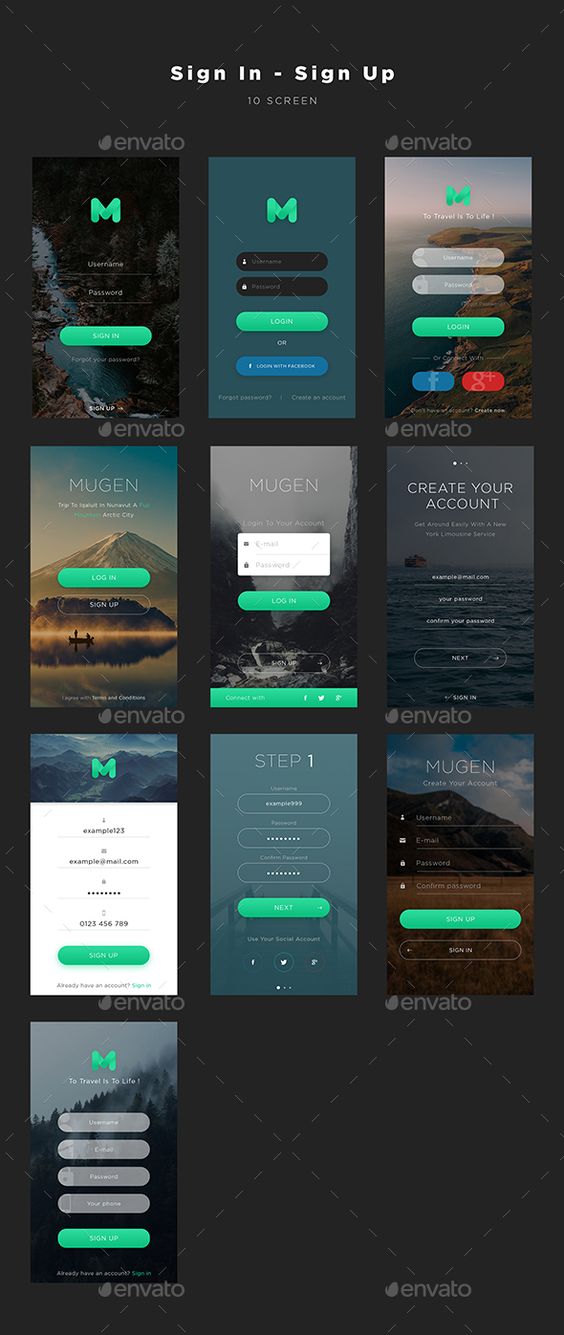 Sign In - Sign Up
10 SCREEN
envato
envato
Username
Password
SIGN IN
Forgot your password?
SIGN UP →
Username
Password
LOGIN
OR
f LOGIN WITH FACEBOOK
Forgot password? | Create an account
To Travel Is To Life !
Username
Password
Forgot Password?
LOGIN
Or Connect With
f
g+
Don't have an account? Create now.
envato
envato
MUGEN
Trip To Iqaluit In Nunavut A Fuji
Mountain Arctic City
LOG IN
SIGN UP
I agree with Terms and Conditions
MUGEN
Login To Your Account
E-mail
Password
LOG IN
SIGN UP →
Connect with
f
g+
CREATE YOUR
ACCOUNT
Get Around Easily With A New
York Limousine Service
example@mail.com
your password
confirm your password
NEXT →
← SIGN IN
envato
envato
example123
example@mail.com
0123 456 789
SIGN UP
Already have an account? Sign in
STEP 1
Username
example999
Password
Confirm Password
NEXT →
Use Your Social Account
f
g+
MUGEN
Create Your Account
Username
E-mail
Password
Confirm password
SIGN UP
← SIGN IN
envato
envato
To Travel Is To Life !
Username
E-mail
Password
Your phone
SIGN UP
Already have an account? Sign in
envato
envato